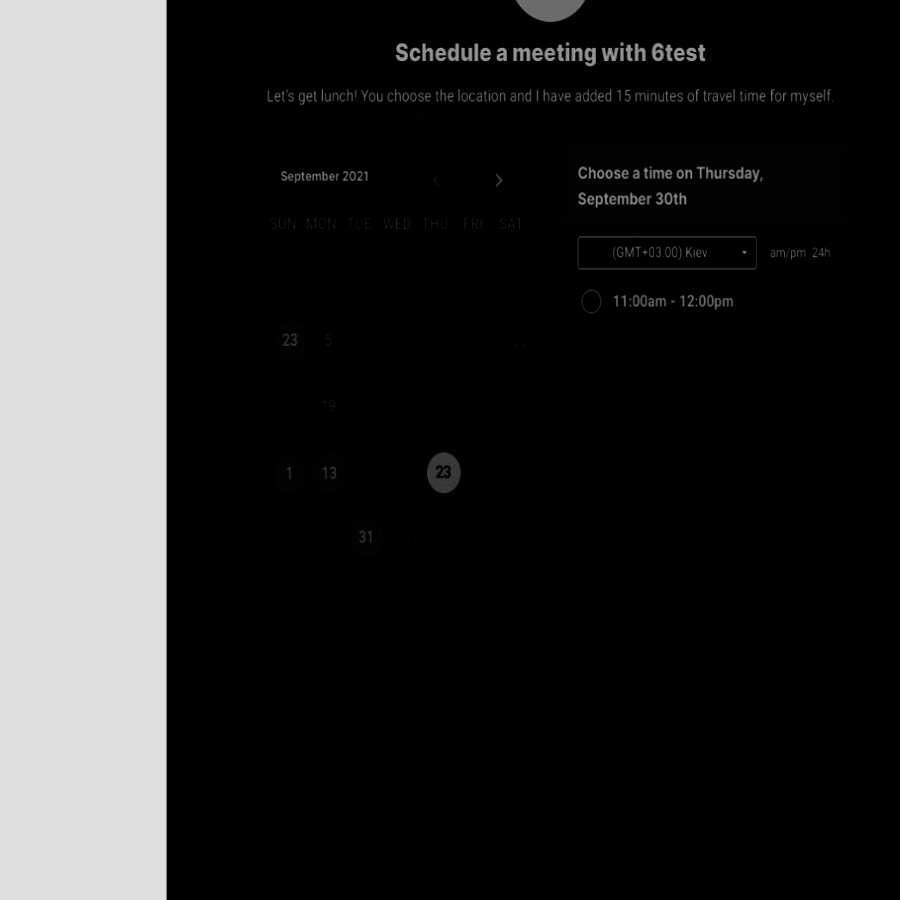 Schedule a meeting with 6test
Let's get lunch! You choose the location and I have added 15 minutes of travel time for myself.
September 2021
SUN MON TUE WED THU FRI SAT
23 5
19
1 13 23
31
Choose a time on Thursday,
September 30th
(GMT+03:00) Kiev am/pm 24h
11:00am - 12:00pm